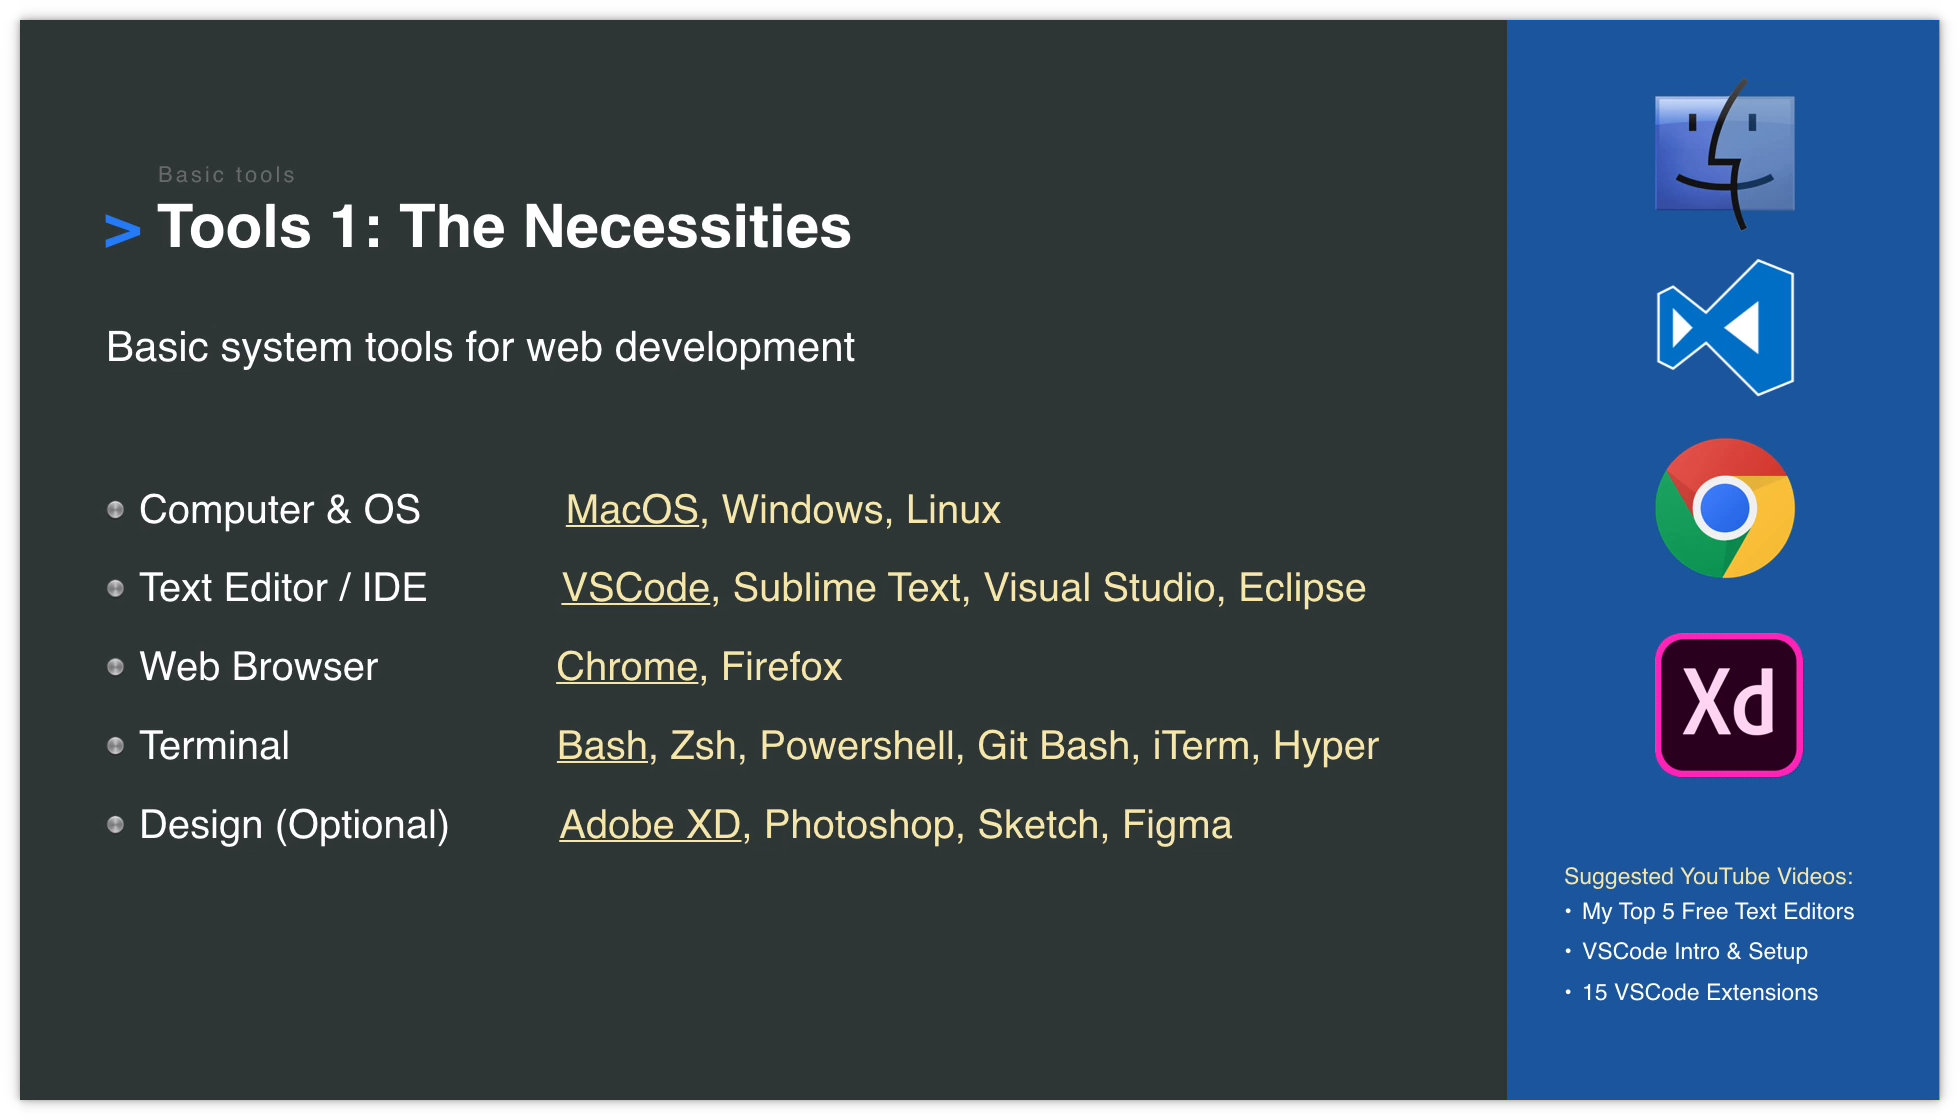 Basic tools
> Tools 1: The Necessities
Basic system tools for web development
Computer & OS MacOS, Windows, Linux
Text Editor / IDE VSCode, Sublime Text, Visual Studio, Eclipse
Web Browser Chrome, Firefox
Terminal Bash, Zsh, Powershell, Git Bash, iTerm, Hyper
Design (Optional) Adobe XD, Photoshop, Sketch, Figma
Xd
Suggested YouTube Videos:
• My Top 5 Free Text Editors
• VSCode Intro & Setup
• 15 VSCode Extensions